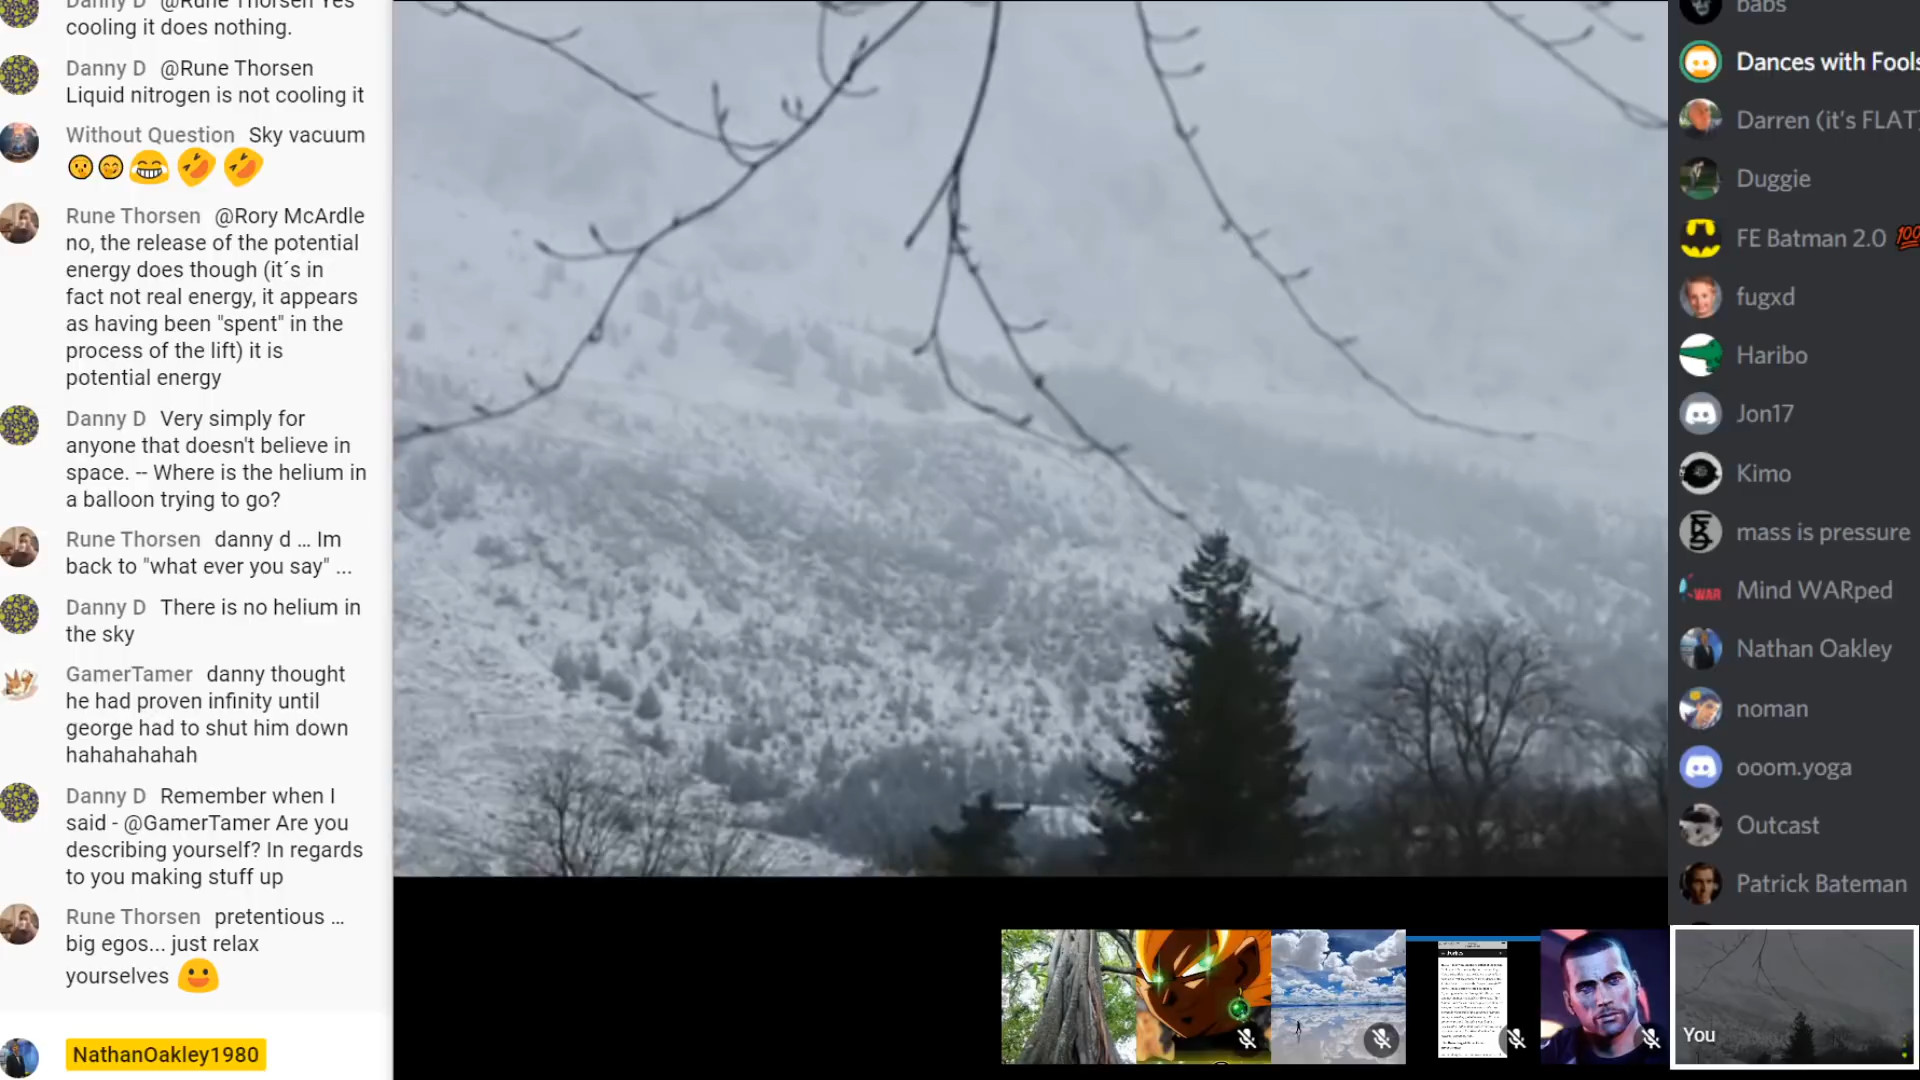 Danny D @Rune Thorsen Yes
cooling it does nothing.
Danny D @Rune Thorsen
Liquid nitrogen is not cooling it
Without Question Sky vacuum
Rune Thorsen @Rory McArdle
no, the release of the potential
energy does though (it´s in
fact not real energy, it appears
as having been "spent" in the
process of the lift) it is
potential energy
Danny D Very simply for
anyone that doesn't believe in
space. -- Where is the helium in
a balloon trying to go?
Rune Thorsen danny d ... Im
back to "what ever you say" ...
Danny D There is no helium in
the sky
GamerTamer danny thought
he had proven infinity until
george had to shut him down
hahahahahah
Danny D Remember when I
said - @GamerTamer Are you
describing yourself? In regards
to you making stuff up
Rune Thorsen pretentious ...
big egos... just relax
yourselves
NathanOakley1980
babs
Dances with Fools
Darren (it's FLAT)
Duggie
FE Batman 2.0 💯
fugxd
Haribo
Jon17
Kimo
mass is pressure
WAR
Mind WARped
Nathan Oakley
noman
ooom.yoga
Outcast
Patrick Bateman
You